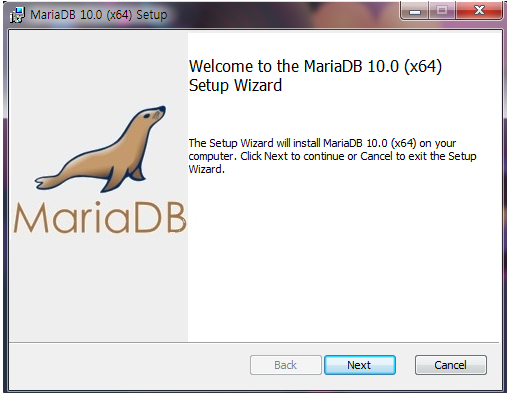 MariaDB 10.0 (x64) Setup
Welcome to the MariaDB 10.0 (x64)
Setup Wizard
The Setup Wizard will install MariaDB 10.0 (x64) on your
computer. Click Next to continue or Cancel to exit the Setup
Wizard.
MariaDB
Back
Next
Cancel